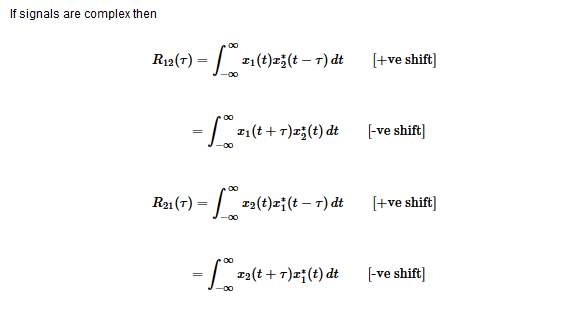 If signals are complex then
R₁₂(τ) = ∫_{-∞}^{∞} x₁(t)x₂*(t − τ) dt [+ve shift]
= ∫_{-∞}^{∞} x₁(t + τ)x₂*(t) dt [-ve shift]
R₂₁(τ) = ∫_{-∞}^{∞} x₂(t)x₁*(t − τ) dt [+ve shift]
= ∫_{-∞}^{∞} x₂(t + τ)x₁*(t) dt [-ve shift]